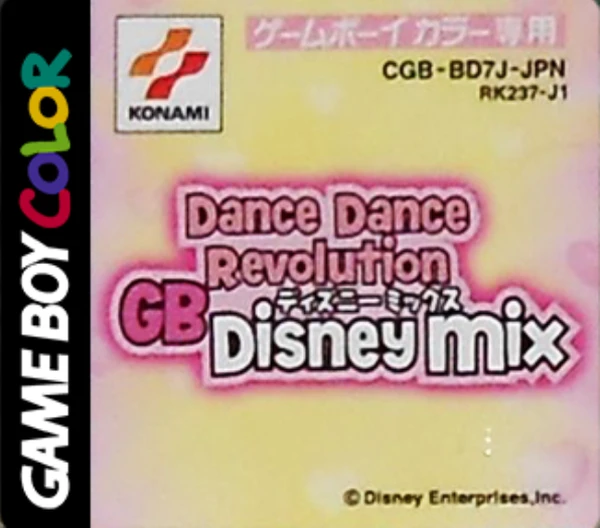 GAME BOY COLOR
KONAMI
ゲームボーイカラー専用
CGB-BD7J-JPN
RK237-J1
Dance Dance
Revolution
GB
ディズニーミックス
Disney mix
© Disney Enterprises,Inc.